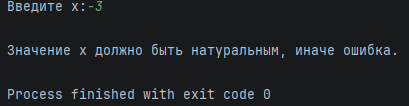 Введите x:-3
Значение x должно быть натуральным, иначе ошибка.
Process finished with exit code 0